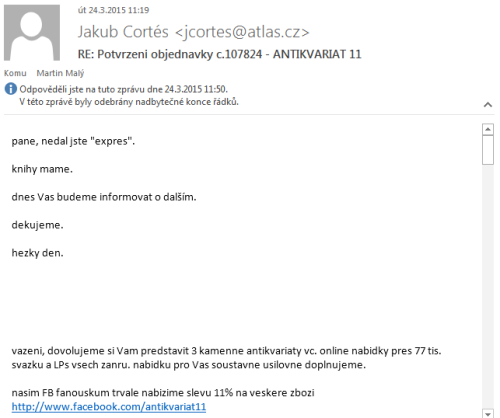 út 24.3.2015 11:19
Jakub Cortés <jcortes@atlas.cz>
RE: Potvrzeni objednavky c.107824 - ANTIKVARIAT 11
Komu Martin Malý
Odpověděli jste na tuto zprávu dne 24.3.2015 11:50.
V této zprávě byly odebrány nadbytečné konce řádků.
pane, nedal jste "expres".
knihy mame.
dnes Vas budeme informovat o dalším.
dekujeme.
hezky den.
vazeni, dovolujeme si Vam predstavit 3 kamenne antikvariaty vc. online nabidky pres 77 tis.
svazku a LPs vsech zanru. nabidku pro Vas soustavne usilovne doplnujeme.
nasim FB fanouskum trvale nabizime slevu 11% na veskere zbozi
http://www.facebook.com/antikvariat11